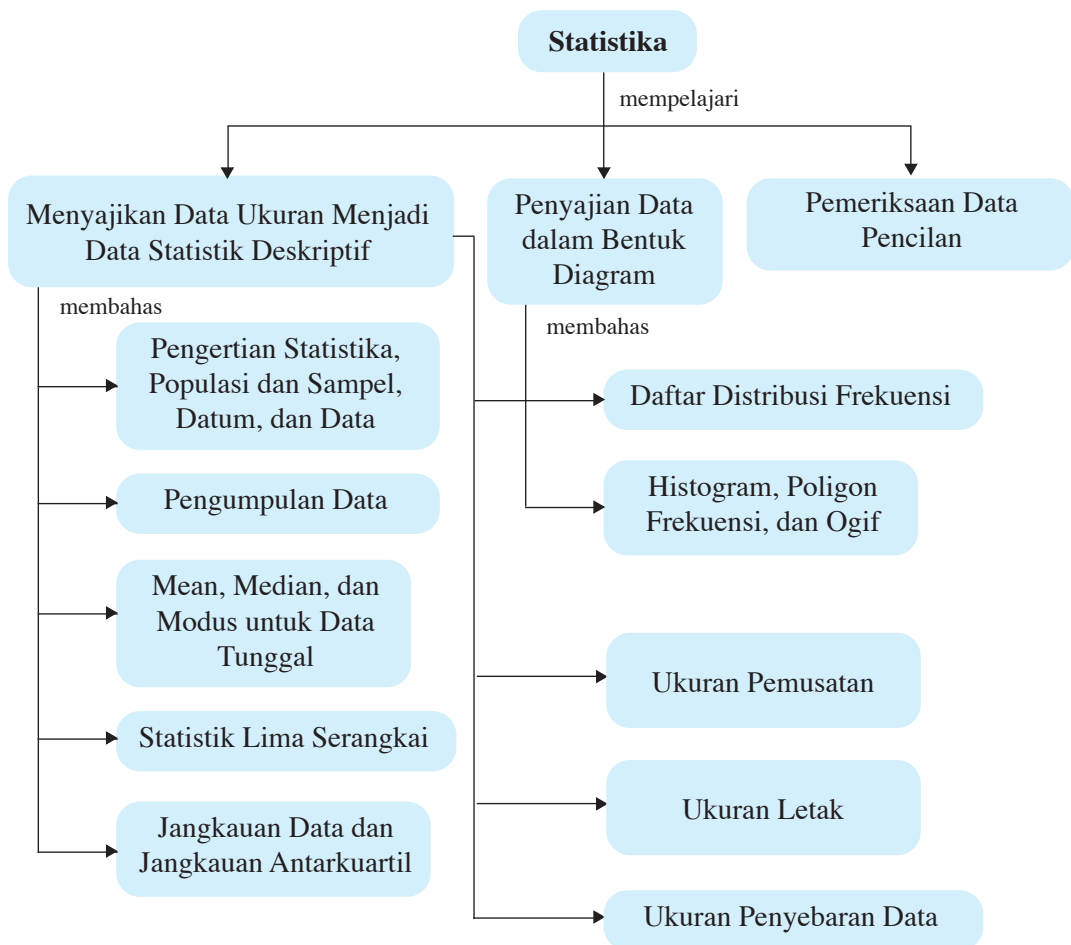 Statistika
mempelajari
Menyajikan Data Ukuran Menjadi
Data Statistik Deskriptif
Penyajian Data
dalam Bentuk
Diagram
Pemeriksaan Data
Pencilan
membahas
Pengertian Statistika,
Populasi dan Sampel,
Datum, dan Data
Pengumpulan Data
Mean, Median, dan
Modus untuk Data
Tunggal
Statistik Lima Serangkai
Jangkauan Data dan
Jangkauan Antarkuartil
membahas
Daftar Distribusi Frekuensi
Histogram, Poligon
Frekuensi, dan Ogif
Ukuran Pemusatan
Ukuran Letak
Ukuran Penyebaran Data